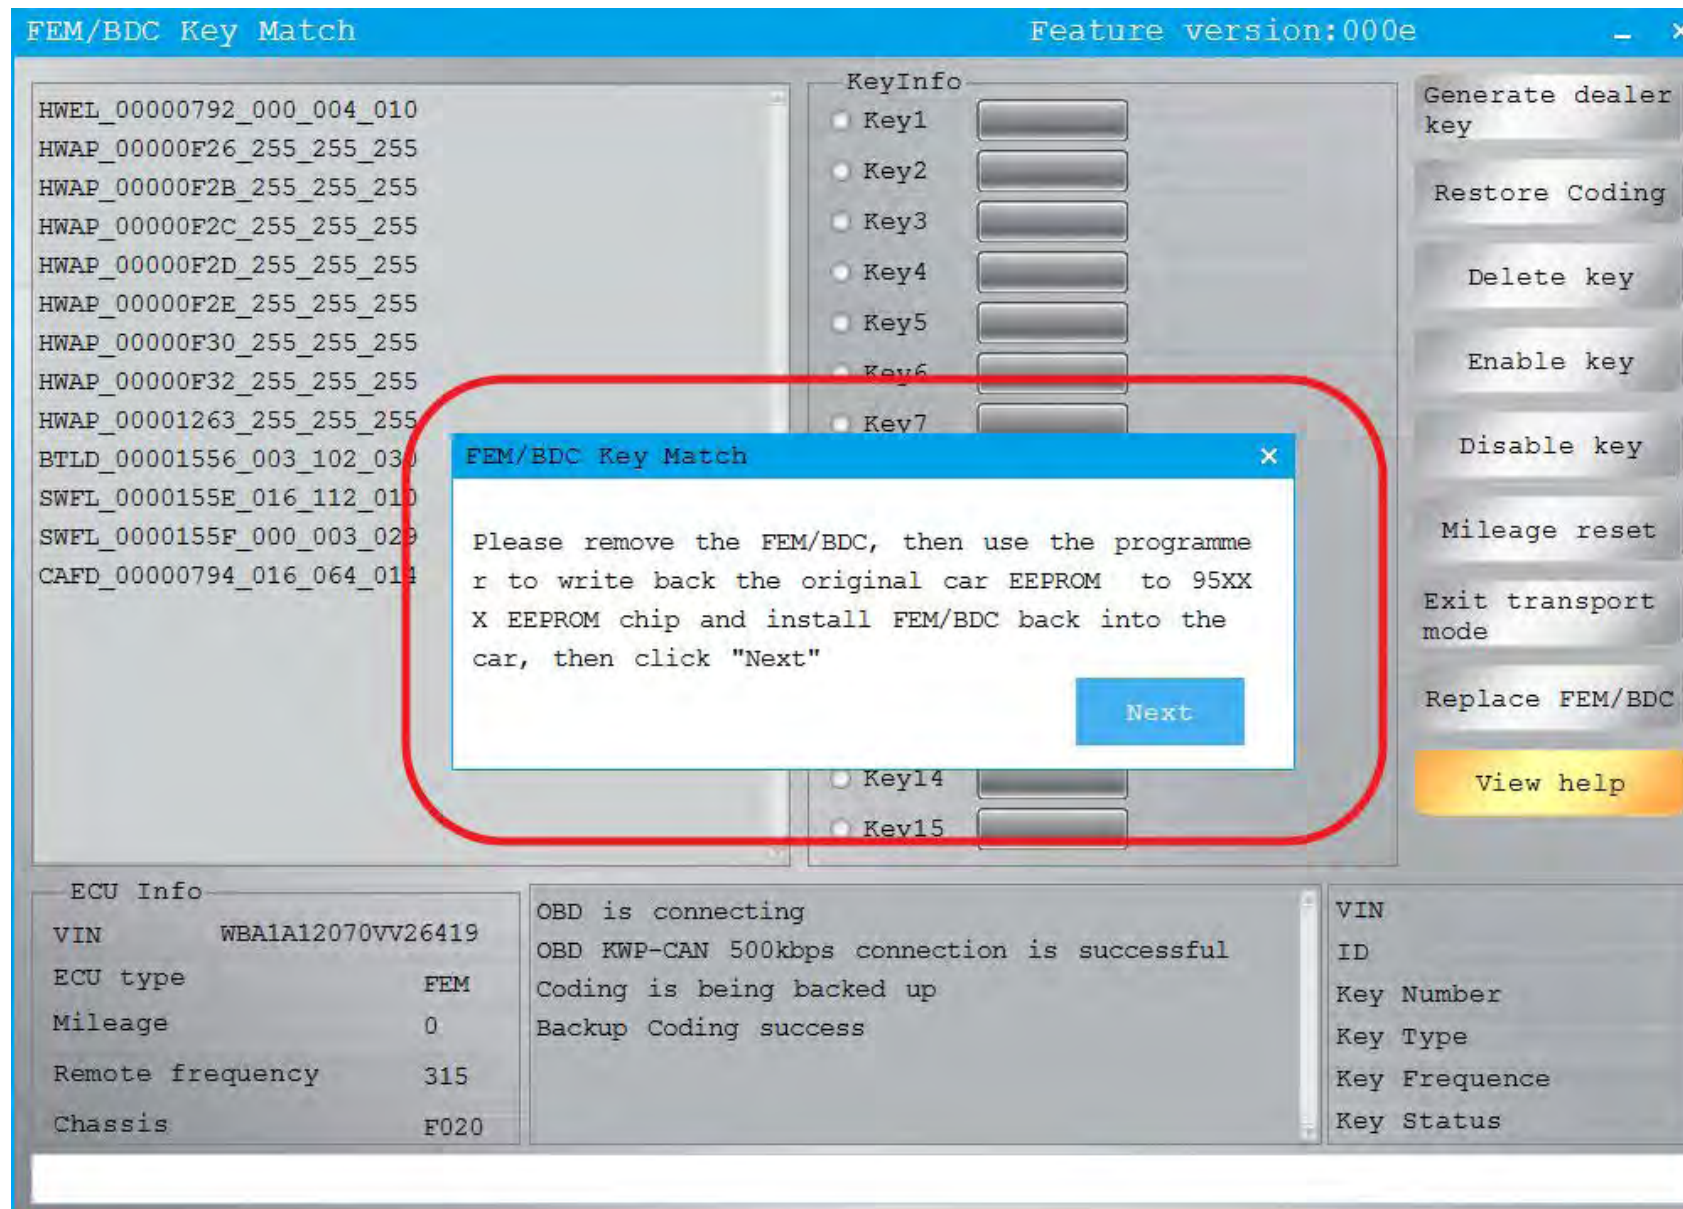 FEM/BDC Key Match
Feature version:000e
HWEL_00000792_000_004_010
HWAP_00000F26_255_255_255
HWAP_00000F2B_255_255_255
HWAP_00000F2C_255_255_255
HWAP_00000F2D_255_255_255
HWAP_00000F2E_255_255_255
HWAP_00000F30_255_255_255
HWAP_00000F32_255_255_255
HWAP_00001263_255_255_255
BTLD_00001556_003_102_030
SWFL_0000155E_016_112_010
SWFL_0000155F_000_003_029
CAFD_00000794_016_064_014
KeyInfo
Key1
Key2
Key3
Key4
Key5
Key6
Key7
Key14
Key15
FEM/BDC Key Match
Please remove the FEM/BDC, then use the programme
r to write back the original car EEPROM to 95XX
X EEPROM chip and install FEM/BDC back into the
car, then click "Next"
Next
Generate dealer
key
Restore Coding
Delete key
Enable key
Disable key
Mileage reset
Exit transport
mode
Replace FEM/BDC
View help
ECU Info
VIN WBA1A12070VV26419
ECU type FEM
Mileage 0
Remote frequency 315
Chassis F020
OBD is connecting
OBD KWP-CAN 500kbps connection is successful
Coding is being backed up
Backup Coding success
VIN
ID
Key Number
Key Type
Key Frequence
Key Status